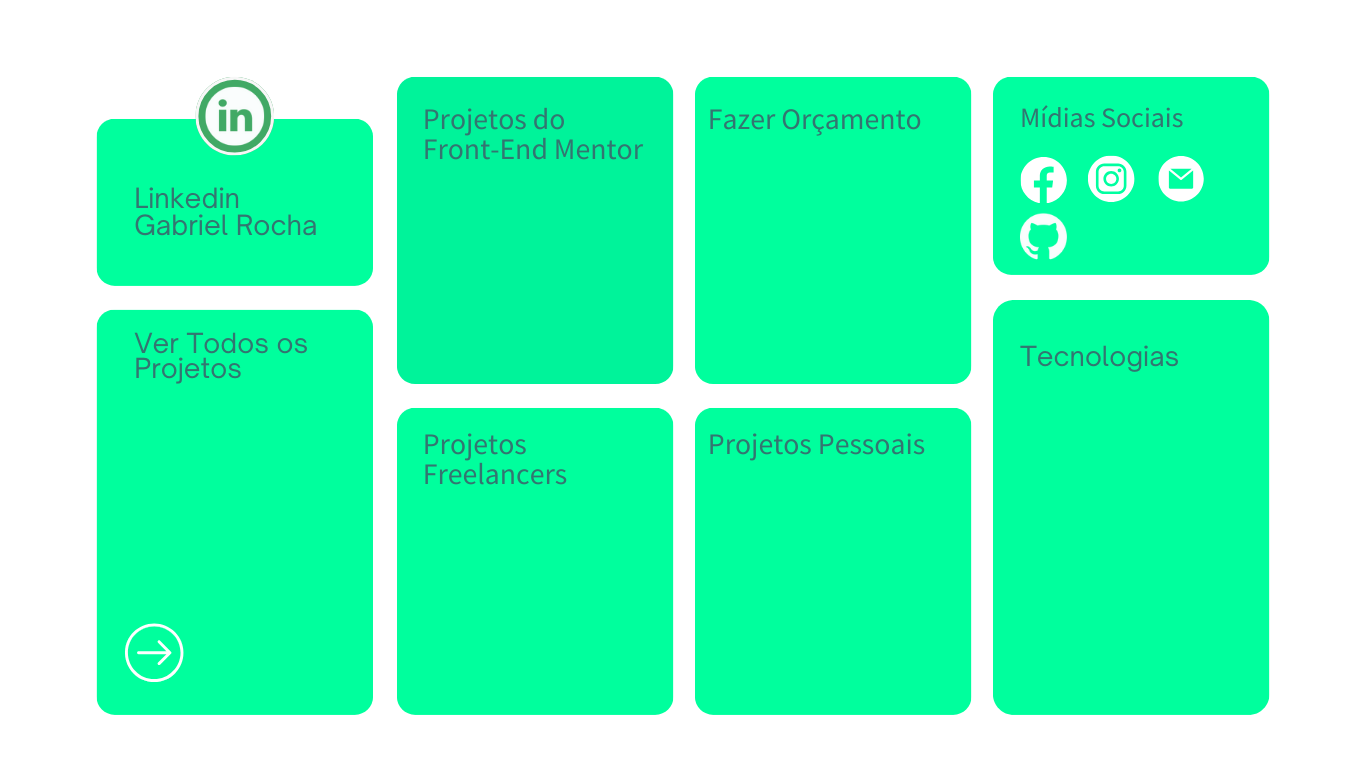 in
Linkedin
Gabriel Rocha
Ver Todos os
Projetos
Projetos do
Front-End Mentor
Projetos
Freelancers
Fazer Orçamento
Projetos Pessoais
Mídias Sociais
Tecnologias